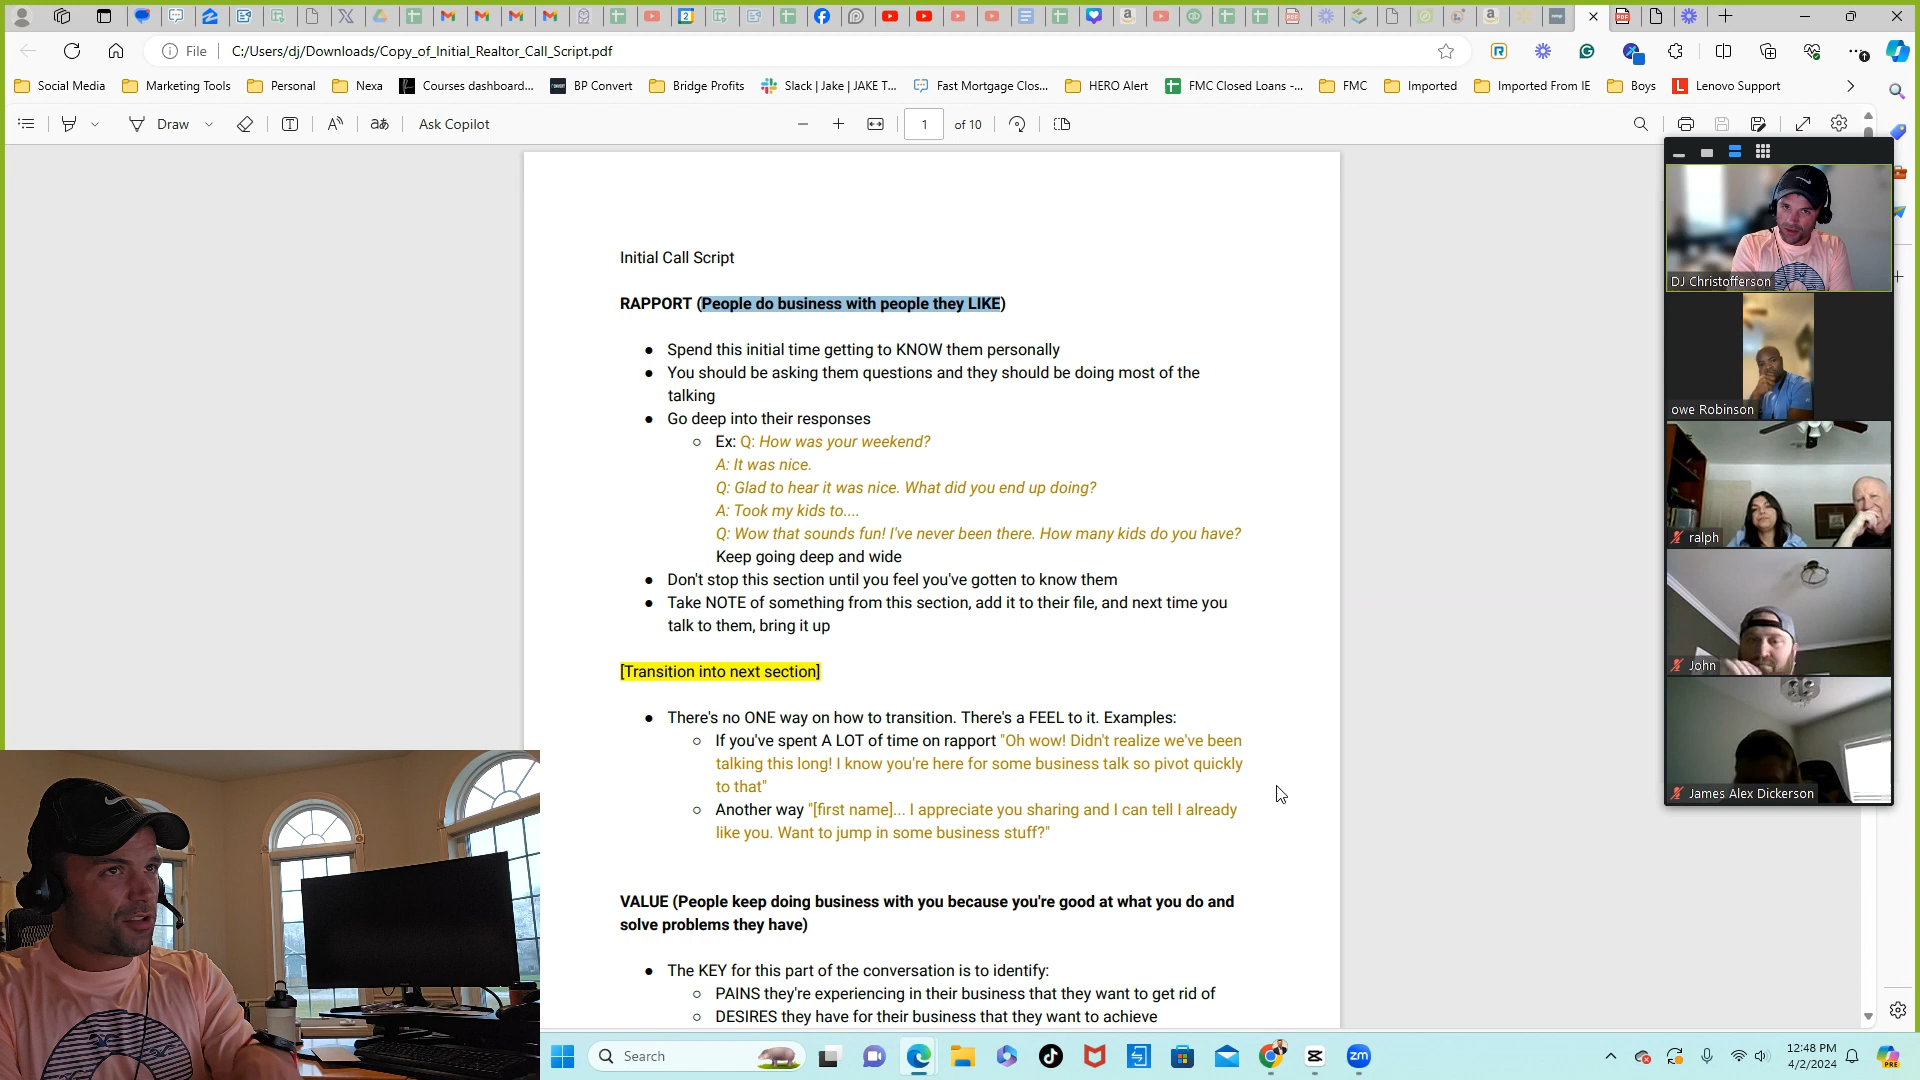 File
C:/Users/dj/Downloads/Copy_of_Initial_Realtor_Call_Script.pdf
Social Media
Marketing Tools
Personal
Nexa
Courses dashboard...
BP Convert
Bridge Profits
Slack | Jake | JAKE T...
Fast Mortgage Clos...
HERO Alert
FMC Closed Loans -...
FMC
Imported
Imported From IE
Boys
Lenovo Support
Draw
Ask Copilot
1 of 10
Initial Call Script
RAPPORT (People do business with people they LIKE)
● Spend this initial time getting to KNOW them personally
● You should be asking them questions and they should be doing most of the
talking
● Go deep into their responses
○ Ex: Q: How was your weekend?
A: It was nice.
Q: Glad to hear it was nice. What did you end up doing?
A: Took my kids to....
Q: Wow that sounds fun! I've never been there. How many kids do you have?
Keep going deep and wide
● Don't stop this section until you feel you've gotten to know them
● Take NOTE of something from this section, add it to their file, and next time you
talk to them, bring it up
[Transition into next section]
● There's no ONE way on how to transition. There's a FEEL to it. Examples:
○ If you've spent A LOT of time on rapport "Oh wow! Didn't realize we've been
talking this long! I know you're here for some business talk so pivot quickly
to that"
○ Another way "[first name]... I appreciate you sharing and I can tell I already
like you. Want to jump in some business stuff?"
VALUE (People keep doing business with you because you're good at what you do and
solve problems they have)
● The KEY for this part of the conversation is to identify:
○ PAINS they're experiencing in their business that they want to get rid of
○ DESIRES they have for their business that they want to achieve
DJ Christofferson
owe Robinson
ralph
John
James Alex Dickerson
Search
zm
12:48 PM
4/2/2024
PRE